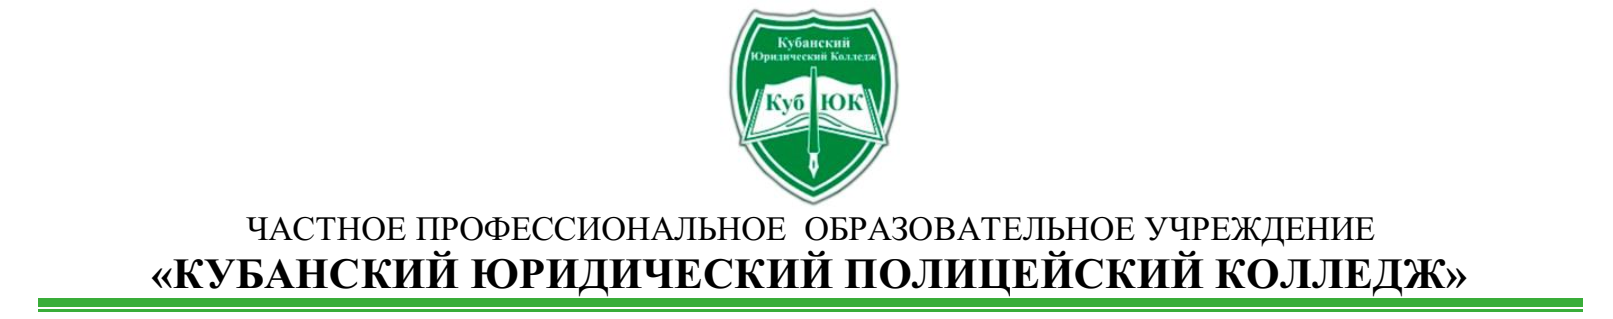 Кубанский
Юридический Колледж
Куб ЮК
ЧАСТНОЕ ПРОФЕССИОНАЛЬНОЕ ОБРАЗОВАТЕЛЬНОЕ УЧРЕЖДЕНИЕ
«КУБАНСКИЙ ЮРИДИЧЕСКИЙ ПОЛИЦЕЙСКИЙ КОЛЛЕДЖ»